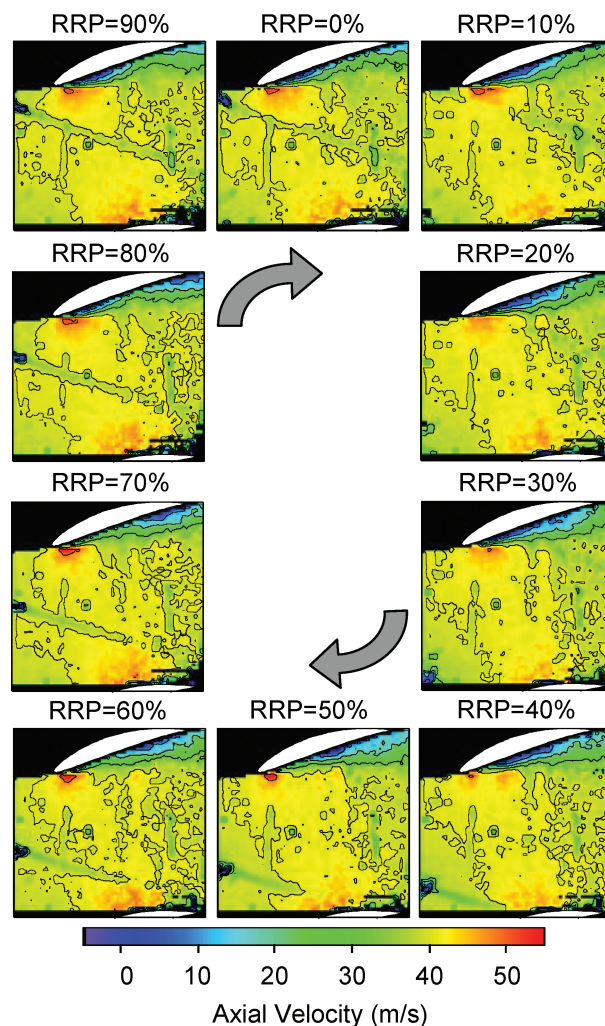 RRP=90% RRP=0% RRP=10%
RRP=80% RRP=20%
RRP=70% RRP=30%
RRP=60% RRP=50% RRP=40%
0 10 20 30 40 50
Axial Velocity (m/s)